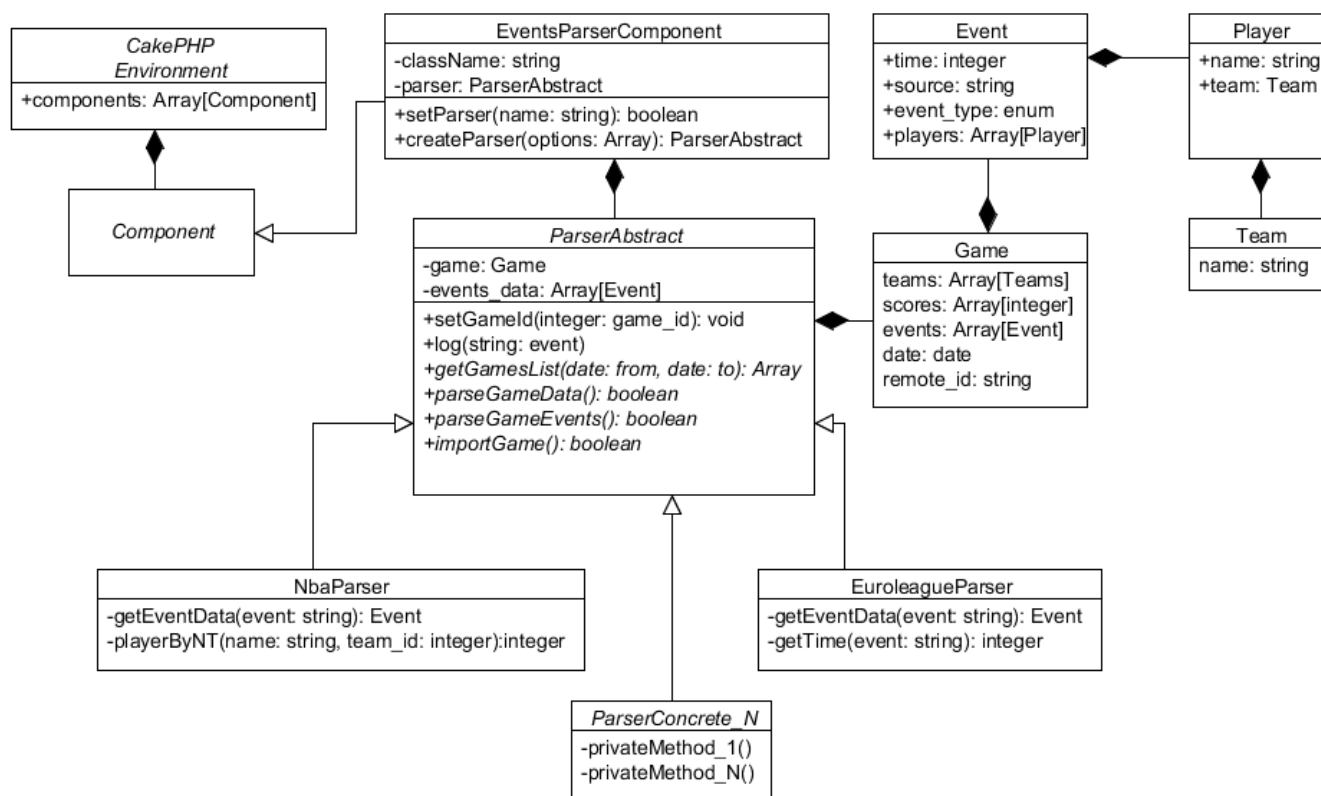 CakePHP
Environment
+components: Array[Component]
Component
EventsParserComponent
-className: string
-parser: ParserAbstract
+setParser(name: string): boolean
+createParser(options: Array): ParserAbstract
Event
+time: integer
+source: string
+event_type: enum
+players: Array[Player]
Player
+name: string
+team: Team
ParserAbstract
-game: Game
-events_data: Array[Event]
+setGameId(integer: game_id): void
+log(string: event)
+getGamesList(date: from, date: to): Array
+parseGameData(): boolean
+parseGameEvents(): boolean
+importGame(): boolean
Game
teams: Array[Teams]
scores: Array[integer]
events: Array[Event]
date: date
remote_id: string
Team
name: string
NbaParser
-getEventData(event: string): Event
-playerByNT(name: string, team_id: integer):integer
EuroleagueParser
-getEventData(event: string): Event
-getTime(event: string): integer
ParserConcrete_N
-privateMethod_1()
-privateMethod_N()